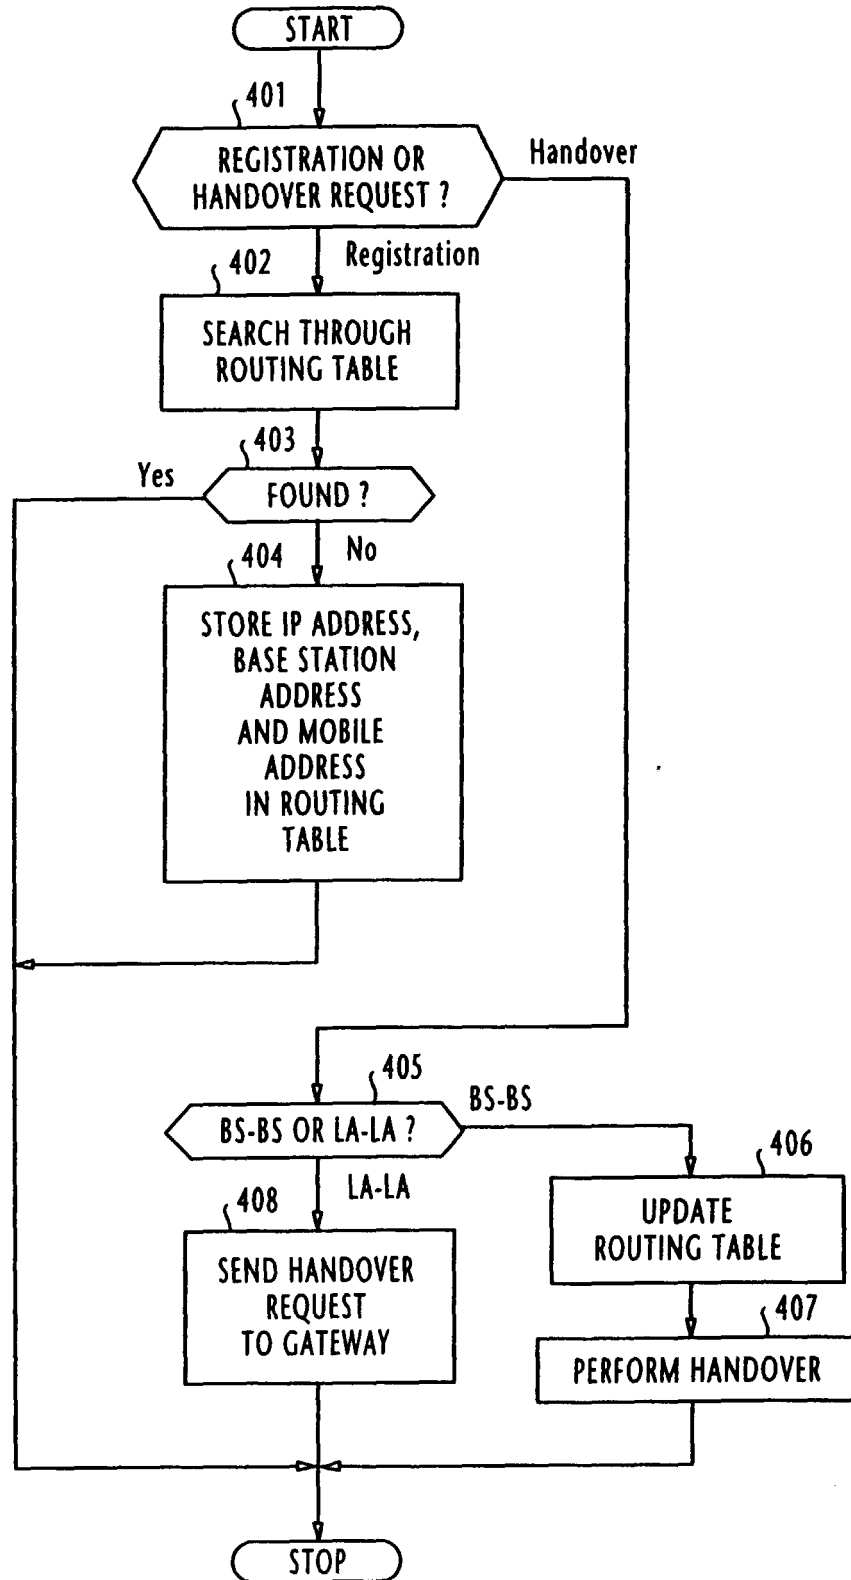 START
401
REGISTRATION OR
HANDOVER REQUEST ?
Handover
Registration
402
SEARCH THROUGH
ROUTING TABLE
403
Yes
FOUND ?
No
404
STORE IP ADDRESS,
BASE STATION
ADDRESS
AND MOBILE
ADDRESS
IN ROUTING
TABLE
405
BS-BS OR LA-LA ?
BS-BS
LA-LA
406
UPDATE
ROUTING TABLE
408
SEND HANDOVER
REQUEST
TO GATEWAY
407
PERFORM HANDOVER
STOP